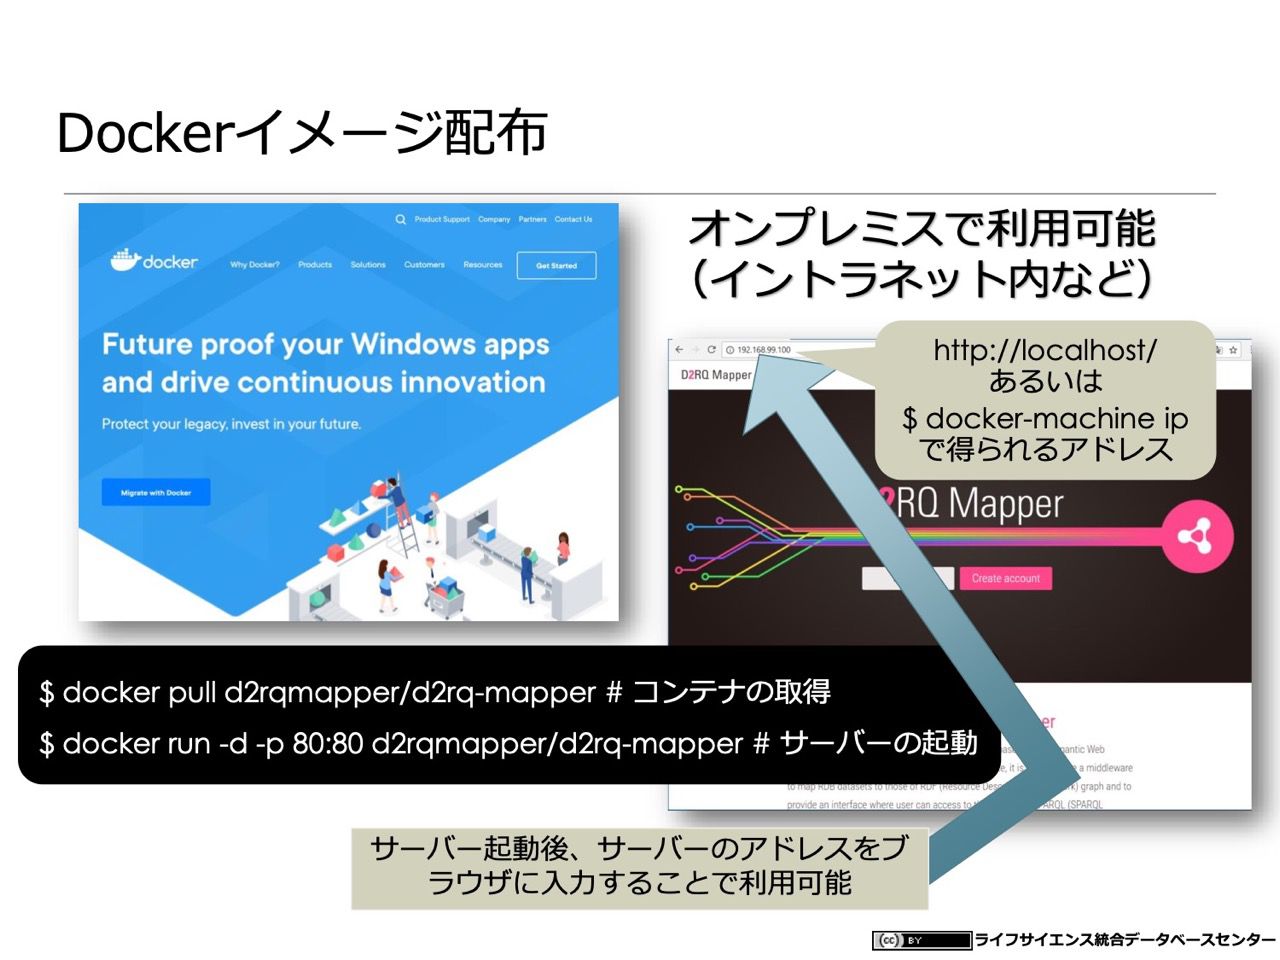 Dockerイメージ配布
Product Support Company Partners Contact Us
docker
Why Docker? Products Solutions Customers Resources Get Started
Future proof your Windows apps
and drive continuous innovation
Protect your legacy, invest in your future.
Migrate with Docker
オンプレミスで利用可能
（イントラネット内など）
192.168.99.100
D2RQ Mapper
http://localhost/
あるいは
$ docker-machine ip
で得られるアドレス
2RQ Mapper
Create account
$ docker pull d2rqmapper/d2rq-mapper # コンテナの取得
$ docker run -d -p 80:80 d2rqmapper/d2rq-mapper # サーバーの起動
Web
a middleware
to map RDB datasets to those of RDF (Resource graph and to
provide an interface where user can access to (SPARQL
サーバー起動後、サーバーのアドレスをブ
ラウザに入力することで利用可能
cc BY
ライフサイエンス統合データベースセンター